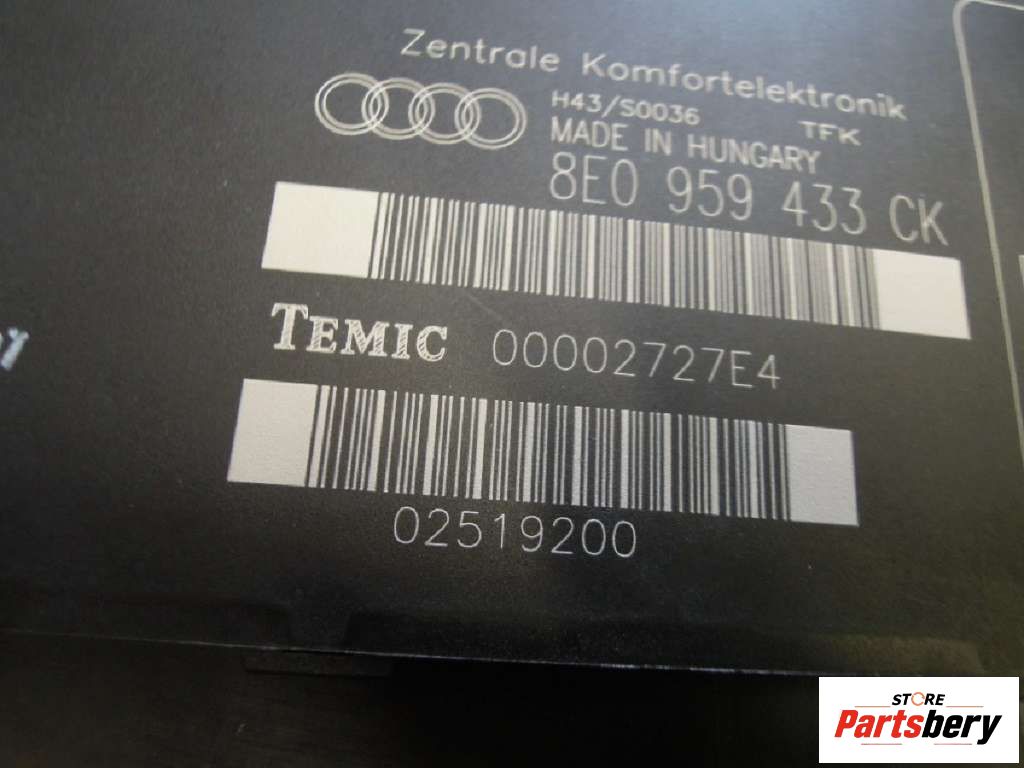 Zentrale Komfortelektronik
H43/S0036 TFK
MADE IN HUNGARY
8E0 959 433 CK
TEMIC 00002727E4
02519200
STORE
Partsbery